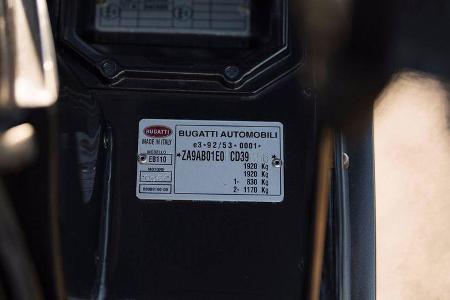 BUGATTI
MADE IN ITALY
MODELLO
EB110
MOTORE
BUGATTI AUTOMOBILI
e3*92/53*0001*
*ZA9AB01E0 CD39
1920 Kg
1920 Kg
1- 830 Kg
2- 1170 Kg